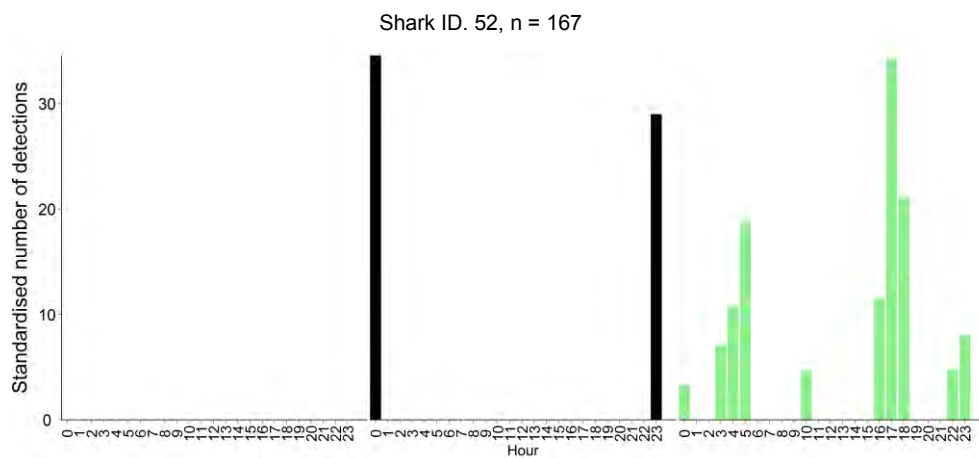 Shark ID. 52, n = 167
Standardised number of detections
30
20
10
0
0 1 2 3 4 5 6 7 8 9 10 11 12 13 14 15 16 17 18 19 20 21 22 23 0 1 2 3 4 5 6 7 8 9 10 11 12 13 14 15 16 17 18 19 20 21 22 23 0 1 2 3 4 5 6 7 8 9 10 11 12 13 14 15 16 17 18 19 20 21 22 23
Hour